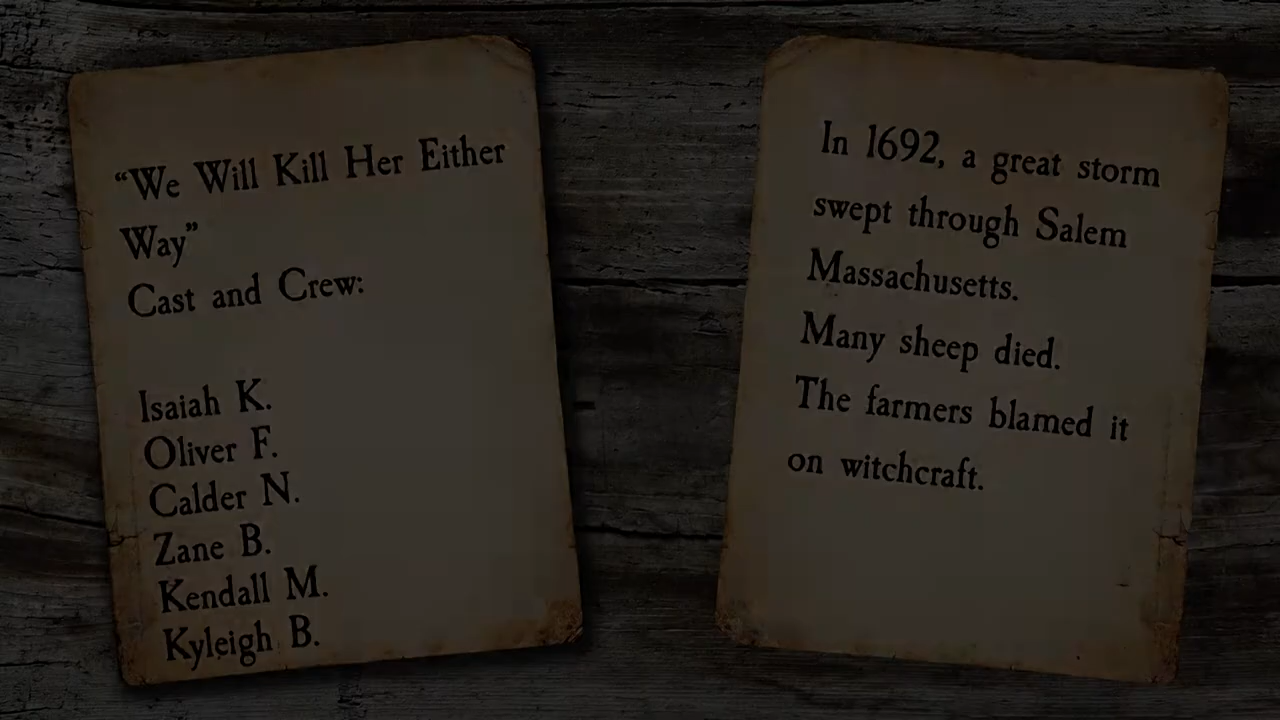 “We Will Kill Her Either
Way”
Cast and Crew:
Isaiah K.
Oliver F.
Calder N.
Zane B.
Kendall M.
Kyleigh B.
In 1692, a great storm
swept through Salem
Massachusetts.
Many sheep died.
The farmers blamed it
on witchcraft.